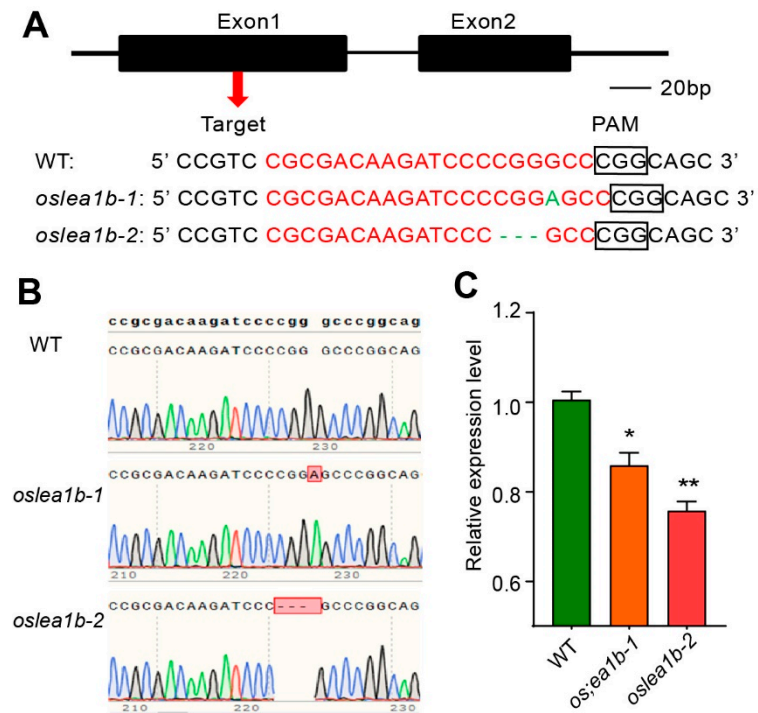 A
Exon1
Exon2
20bp
Target
PAM
WT: 5’ CCGTC CGCGACAAGATCCCCGGGCC CGG CAGC 3’
oslea1b-1: 5’ CCGTC CGCGACAAGATCCCCGGAGCC CGG CAGC 3’
oslea1b-2: 5’ CCGTC CGCGACAAGATCCC - - - GCC CGG CAGC 3’
B
ccgcgacaagatccccgg gcccggcag
WT
CCGCGACAAGATCCCCGG GCCCGGCAG
220 230
oslea1b-1
CCGCGACAAGATCCCCGGAGCCCGGCAG
210 220 230
oslea1b-2
CCGCGACAAGATCCC---GCCCGGCAG
210 220 230
C
Relative expression level
1.2
1.0
0.8
0.6
*
**
WT
os;ea1b-1
oslea1b-2